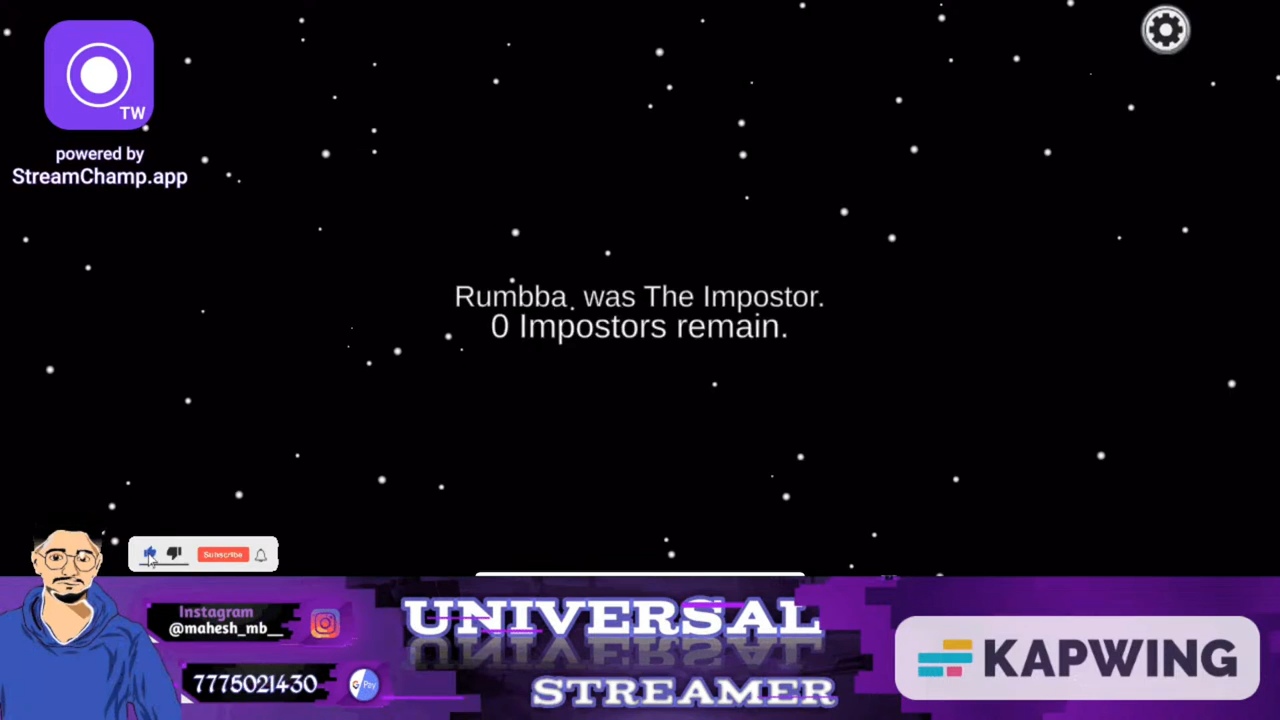 TW
powered by
StreamChamp.app
Rumbba. was The Impostor.
0 Impostors remain.
Subscribe
Instagram
@mahesh_mb__
7775021430
G Pay
UNIVERSAL
STREAMER
KAPWING